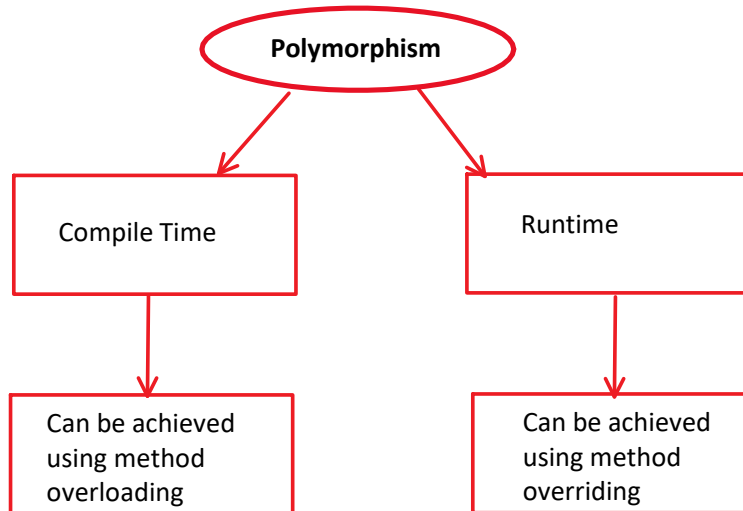 Polymorphism
Compile Time
Runtime
Can be achieved
using method
overloading
Can be achieved
using method
overriding